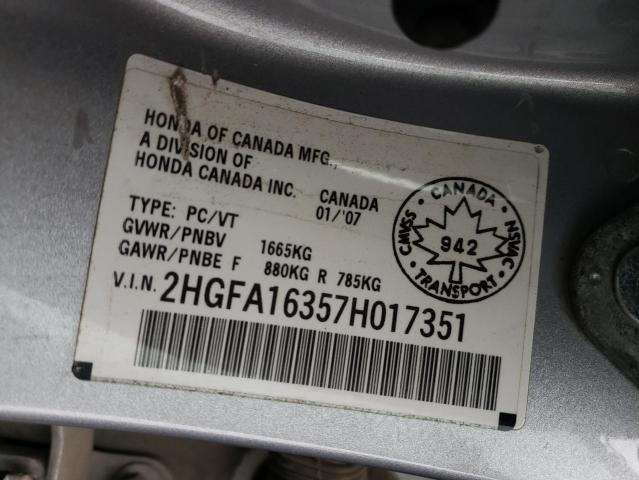 HONDA OF CANADA MFG.,
A DIVISION OF
HONDA CANADA INC. CANADA
01/'07
TYPE: PC/VT
GVWR/PNBV 1665KG
GAWR/PNBE F 880KG R 785KG
V.I.N. 2HGFA16357H017351
CANADA
CMVSS
942
NSVAC
TRANSPORT